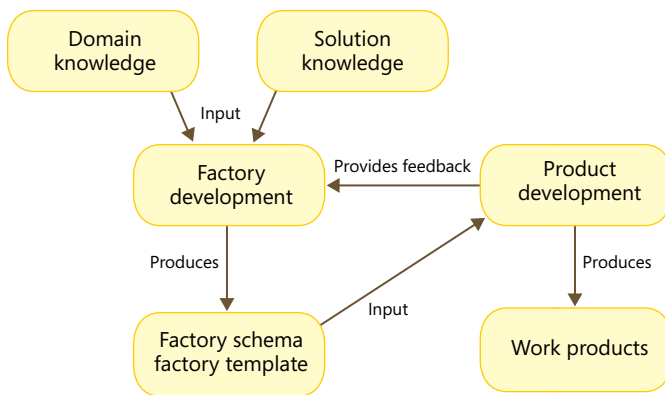 Domain
knowledge
Solution
knowledge
Input
Factory
development
Provides feedback
Product
development
Produces
Produces
Factory schema
factory template
Input
Work products